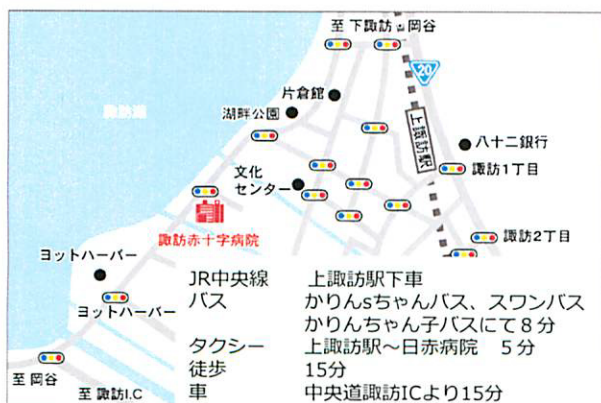 至 下諏訪・岡谷
20
片倉館
湖畔公園
諏訪湖
上諏訪駅
八十二銀行
諏訪1丁目
文化
センター
諏訪赤十字病院
諏訪2丁目
ヨットハーバー
ヨットハーバー
至 岡谷
至 諏訪I.C
JR中央線 上諏訪駅下車
バス かりんsちゃんバス、スワンバス
かりんちゃん子バスにて８分
タクシー 上諏訪駅～日赤病院 ５分
徒歩 15分
車 中央道諏訪ICより15分